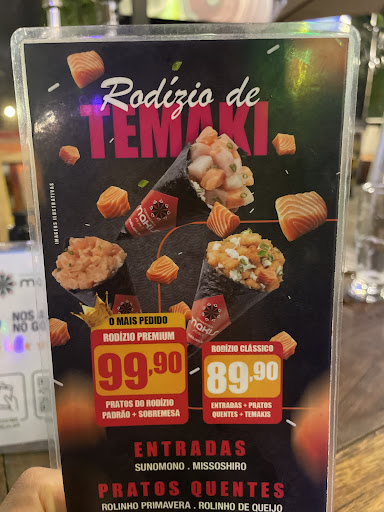 Rodízio de
TEMAKI
IMAGENS ILUSTRATIVAS
O MAIS PEDIDO
RODÍZIO PREMIUM
99,90
PRATOS DO RODÍZIO
PADRÃO + SOBREMESA
RODÍZIO CLÁSSICO
89,90
ENTRADAS + PRATOS
QUENTES + TEMAKIS
ENTRADAS
SUNOMONO . MISSOSHIRO
PRATOS QUENTES
ROLINHO PRIMAVERA . ROLINHO DE QUEIJO